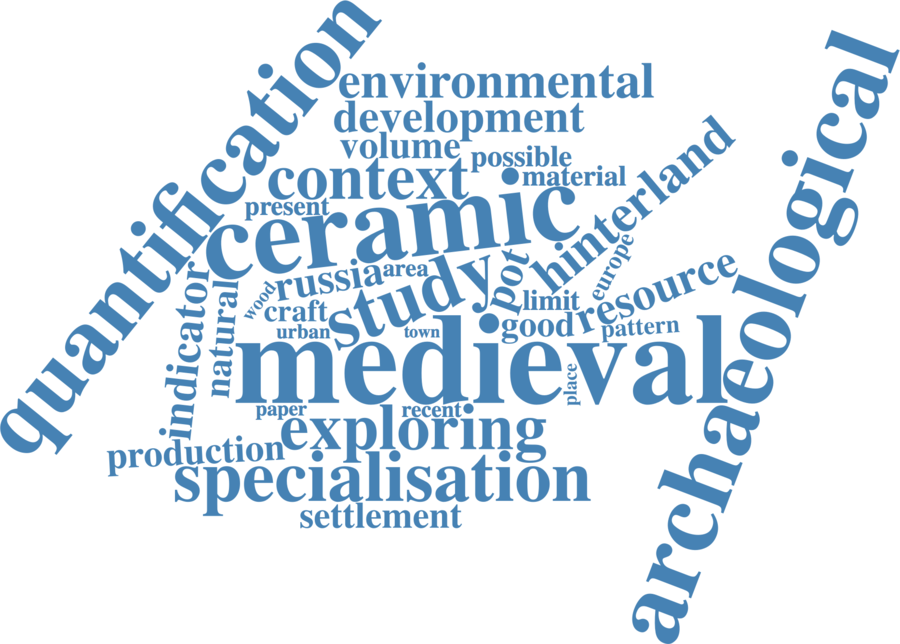 quantification
environmental
development
volume
possible
context
material
present
ceramic
hinterland
archaeological
russia
area
study
pot
europe
wood
craft
limit
resource
indicator
natural
urban
town
good
pattern
medieval
place
paper
recent
exploring
production
specialisation
settlement